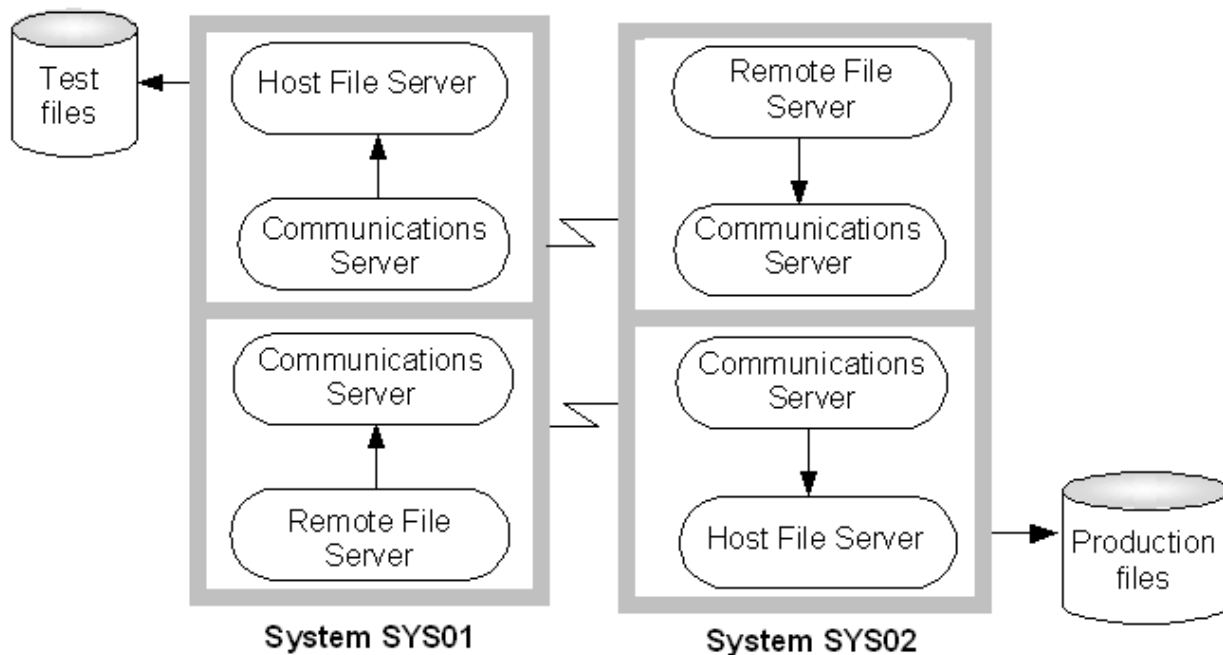 Test
files
Host File Server
Communications
Server
Communications
Server
Remote File
Server
System SYS01
Remote File
Server
Communications
Server
Communications
Server
Host File Server
System SYS02
Production
files